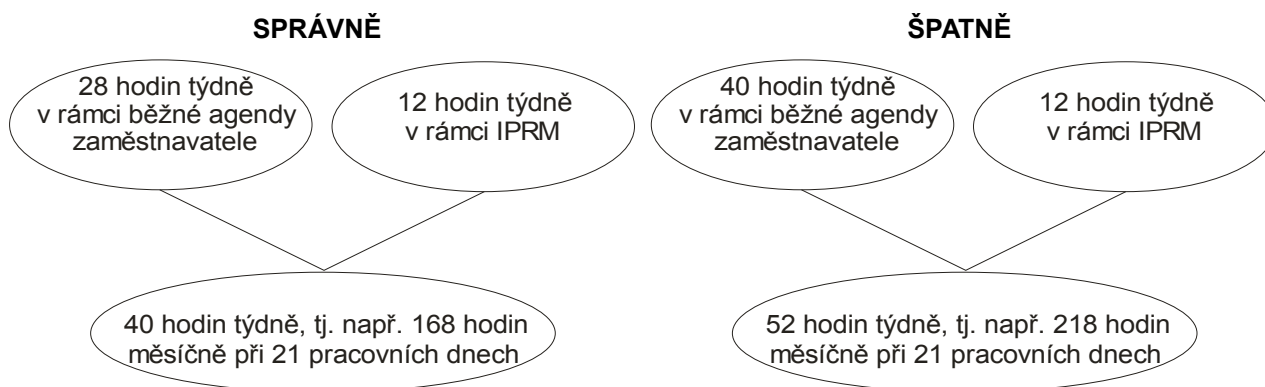 SPRÁVNĚ
28 hodin týdně
v rámci běžné agendy
zaměstnavatele
12 hodin týdně
v rámci IPRM
40 hodin týdně, tj. např. 168 hodin
měsíčně při 21 pracovních dnech
ŠPATNĚ
40 hodin týdně
v rámci běžné agendy
zaměstnavatele
12 hodin týdně
v rámci IPRM
52 hodin týdně, tj. např. 218 hodin
měsíčně při 21 pracovních dnech